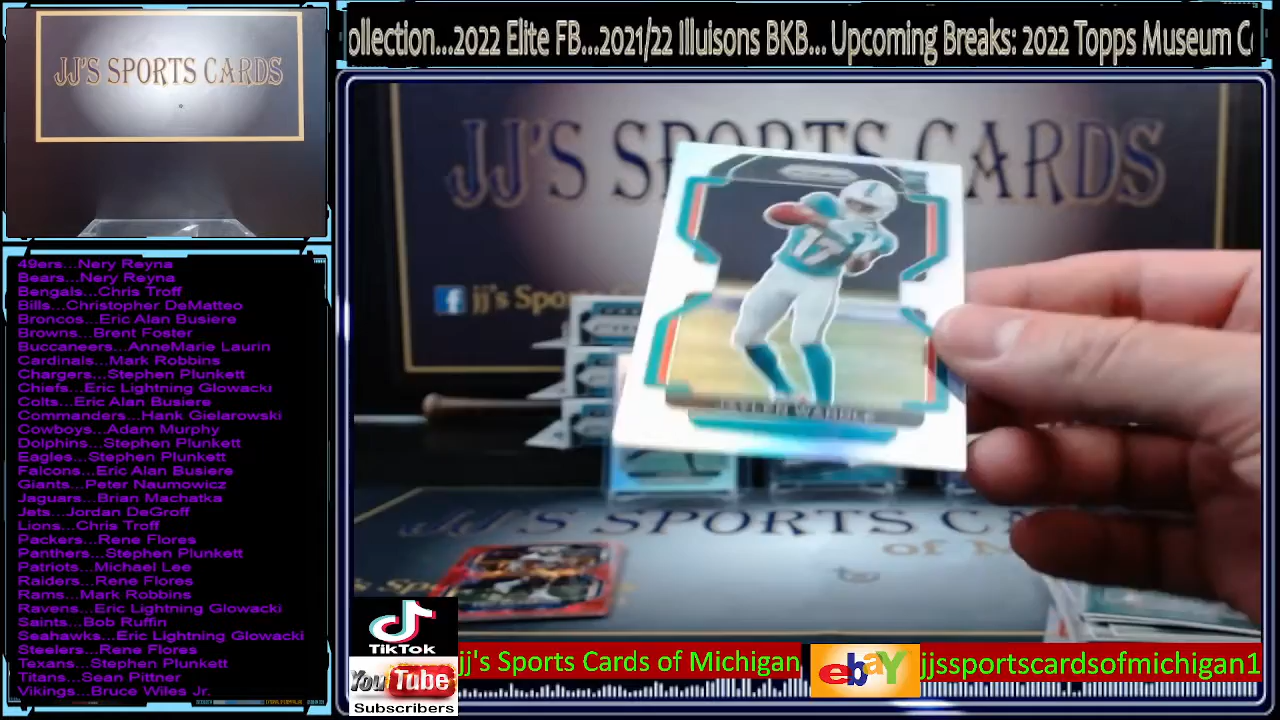 JJ'S SPORTS CARDS
ollection...2022 Elite FB...2021/22 Illuisons BKB... Upcoming Breaks: 2022 Topps Museum C
49ers...Nery Reyna
Bears...Nery Reyna
Bengals...Chris Troff
Bills...Christopher DeMatteo
Broncos...Eric Alan Busiere
Browns...Brent Foster
Buccaneers...AnneMarie Laurin
Cardinals...Mark Robbins
Chargers...Stephen Plunkett
Chiefs...Eric Lightning Glowacki
Colts...Eric Alan Busiere
Commanders...Hank Gielarowski
Cowboys...Adam Murphy
Dolphins...Stephen Plunkett
Eagles...Stephen Plunkett
Falcons...Eric Alan Busiere
Giants...Peter Naumowicz
Jaguars...Brian Machatka
Jets...Jordan DeGroff
Lions...Chris Troff
Packers...Rene Flores
Panthers...Stephen Plunkett
Patriots...Michael Lee
Raiders...Rene Flores
Rams...Mark Robbins
Ravens...Eric Lightning Glowacki
Saints...Bob Ruffin
Seahawks...Eric Lightning Glowacki
Steelers...Rene Flores
Texans...Stephen Plunkett
Titans...Sean Pittner
Vikings...Bruce Wiles Jr.
JJ'S SPORTS CARDS
f jj's Spo
17
JAYLEN WADDLE
JJ'S SPORTS CA
of M
TikTok
YouTube
Subscribers
jj's Sports Cards of Michigan
ebaY
jjssportscardsofmichigan1